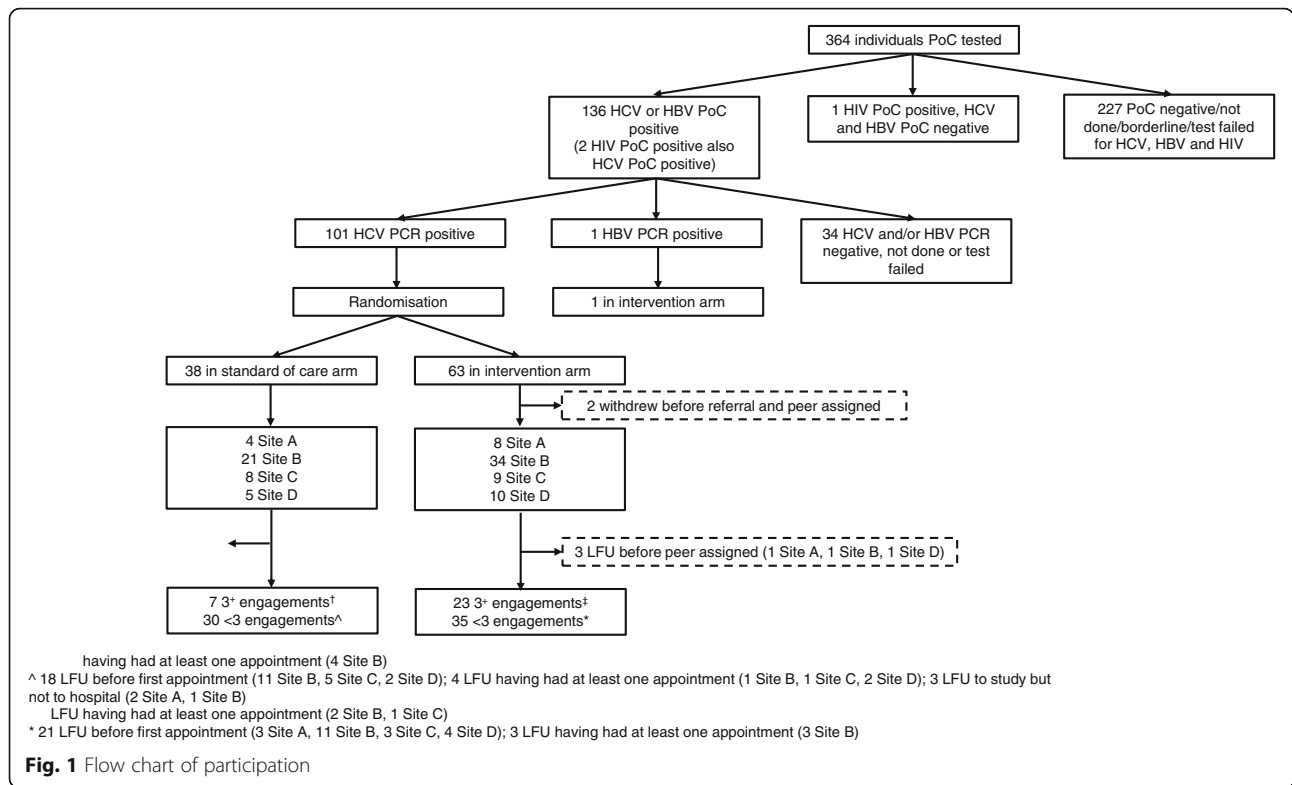 364 individuals PoC tested
136 HCV or HBV PoC
positive
(2 HIV PoC positive also
HCV PoC positive)
1 HIV PoC positive, HCV
and HBV PoC negative
227 PoC negative/not
done/borderline/test failed
for HCV, HBV and HIV
101 HCV PCR positive
1 HBV PCR positive
34 HCV and/or HBV PCR
negative, not done or test
failed
Randomisation
1 in intervention arm
38 in standard of care arm
63 in intervention arm
2 withdrew before referral and peer assigned
4 Site A
21 Site B
8 Site C
5 Site D
8 Site A
34 Site B
9 Site C
10 Site D
3 LFU before peer assigned (1 Site A, 1 Site B, 1 Site D)
7 3⁺ engagements†
30 <3 engagements^
23 3⁺ engagements‡
35 <3 engagements*
having had at least one appointment (4 Site B)
^ 18 LFU before first appointment (11 Site B, 5 Site C, 2 Site D); 4 LFU having had at least one appointment (1 Site B, 1 Site C, 2 Site D); 3 LFU to study but
not to hospital (2 Site A, 1 Site B)
LFU having had at least one appointment (2 Site B, 1 Site C)
* 21 LFU before first appointment (3 Site A, 11 Site B, 3 Site C, 4 Site D); 3 LFU having had at least one appointment (3 Site B)
Fig. 1 Flow chart of participation